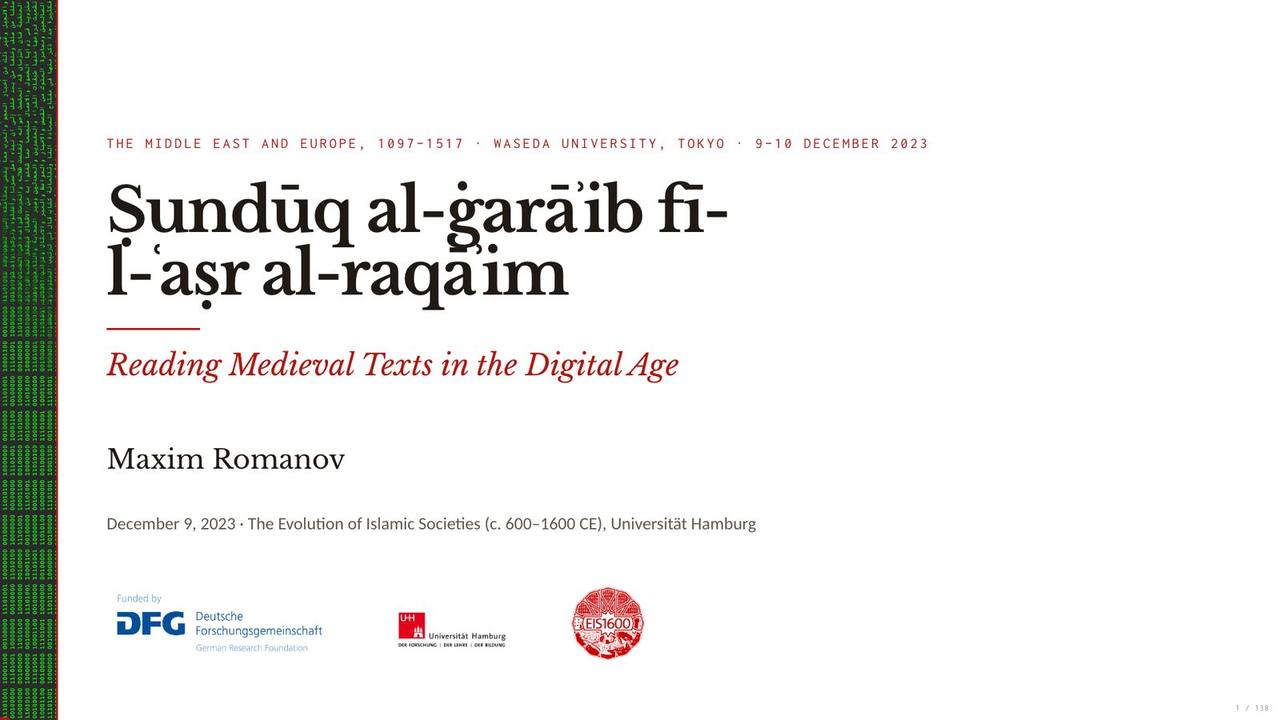 THE MIDDLE EAST AND EUROPE, 1097–1517 · WASEDA UNIVERSITY, TOKYO · 9–10 DECEMBER 2023
Ṣundūq al-ġarāʾib fī-
l-ʿaṣr al-raqāʾim
Reading Medieval Texts in the Digital Age
Maxim Romanov
December 9, 2023 · The Evolution of Islamic Societies (c. 600–1600 CE), Universität Hamburg
Funded by
DFG Deutsche
Forschungsgemeinschaft
German Research Foundation
UH
Universität Hamburg
DER FORSCHUNG | DER LEHRE | DER BILDUNG
EIS1600
1 / 138